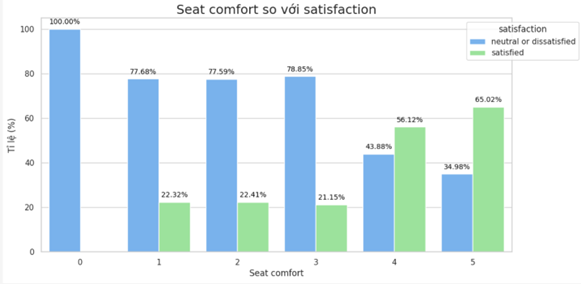 Seat comfort so với satisfaction
satisfaction
neutral or dissatisfied
satisfied
Tỉ lệ (%)
100
80
60
40
20
0
100.00%
77.68%
22.32%
77.59%
22.41%
78.85%
21.15%
43.88%
56.12%
34.98%
65.02%
0 1 2 3 4 5
Seat comfort